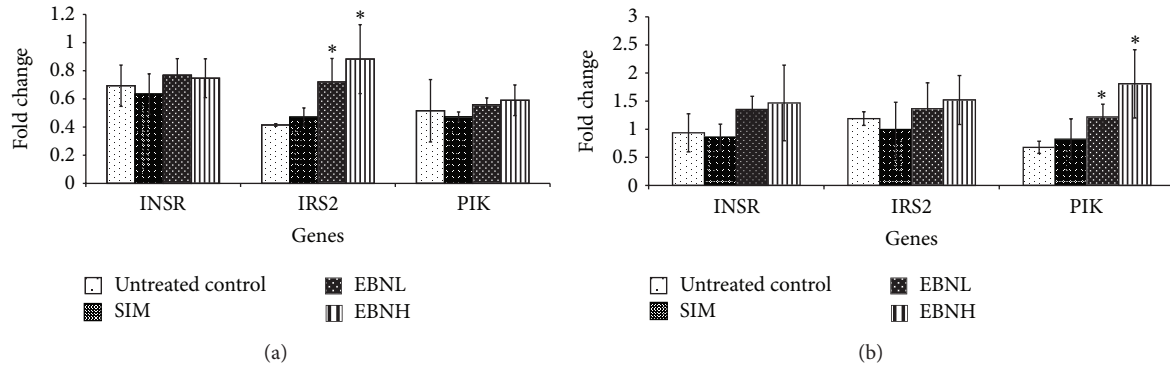 1.2
1
0.8
0.6
0.4
0.2
0
Fold change
*
*
INSR IRS2 PIK
Genes
Untreated control EBNL
SIM EBNH
(a)
3
2.5
2
1.5
1
0.5
0
Fold change
*
*
INSR IRS2 PIK
Genes
Untreated control EBNL
SIM EBNH
(b)